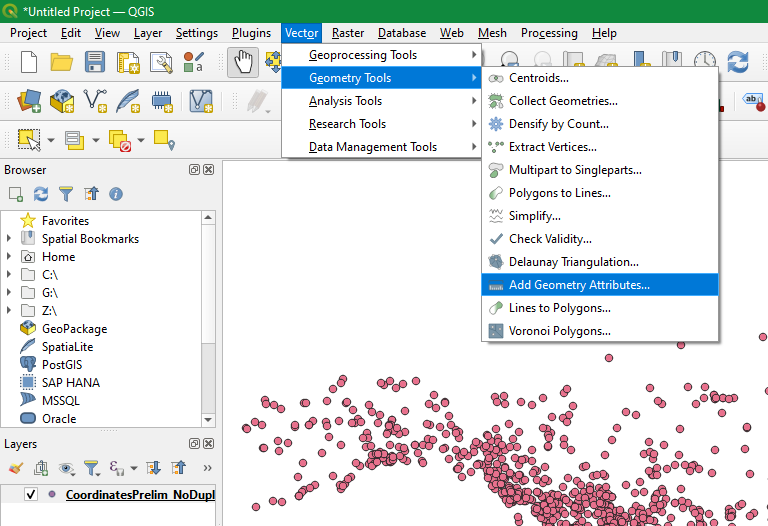 *Untitled Project — QGIS
Project Edit View Layer Settings Plugins Vector Raster Database Web Mesh Processing Help
Geoprocessing Tools
Geometry Tools
Analysis Tools
Research Tools
Data Management Tools
Centroids...
Collect Geometries...
Densify by Count...
Extract Vertices...
Multipart to Singleparts...
Polygons to Lines...
Simplify...
Check Validity...
Delaunay Triangulation...
Add Geometry Attributes...
Lines to Polygons...
Voronoi Polygons...
ab
Browser
Favorites
Spatial Bookmarks
Home
C:\
G:\
Z:\
GeoPackage
SpatiaLite
PostGIS
SAP HANA
MSSQL
Oracle
Layers
CoordinatesPrelim_NoDupl